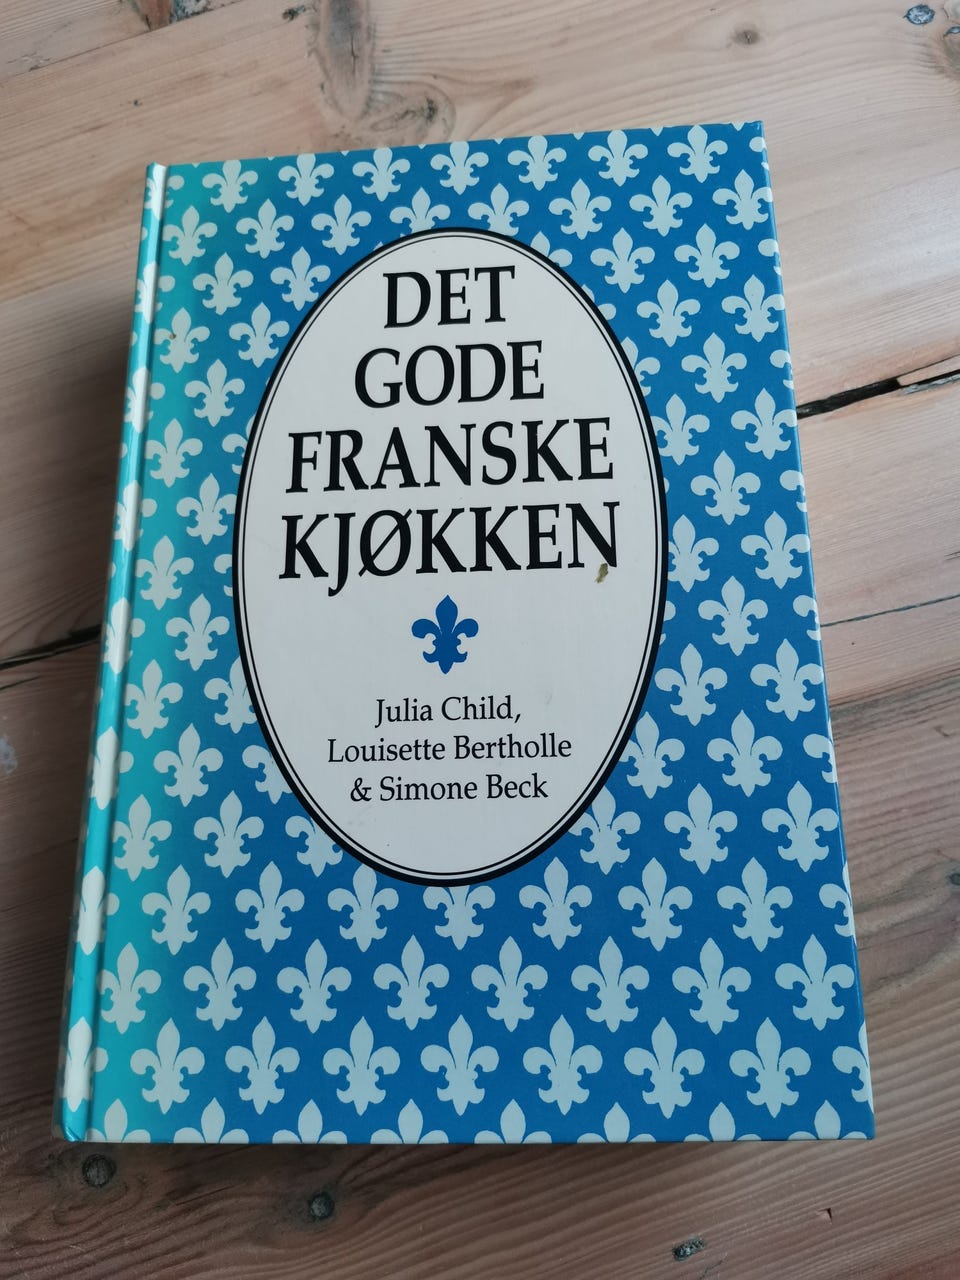 DET
GODE
FRANSKE
KJØKKEN
Julia Child,
Louisette Bertholle
& Simone Beck